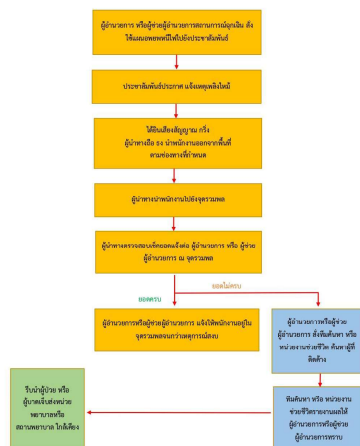 ผู้อำนวยการ หรือผู้ช่วยผู้อำนวยการสถานการณ์ฉุกเฉิน สั่ง
ใช้แผนอพยพหนีไฟไปยังประชาสัมพันธ์
ประชาสัมพันธ์ประกาศ แจ้งเหตุเพลิงไหม้
ได้ยินเสียงสัญญาณ กริ่ง
ผู้นำทางถือ ธง นำพนักงานออกจากพื้นที่
ตามช่องทางที่กำหนด
ผู้นำทางนำพนักงานไปยังจุดรวมพล
ผู้นำทางตรวจสอบเช็คยอดแจ้งต่อ ผู้อำนวยการ หรือ ผู้ช่วย
ผู้อำนวยการ ณ จุดรวมพล
ยอดไม่ครบ
ยอดครบ
ผู้อำนวยการหรือผู้ช่วยผู้อำนวยการ แจ้งให้พนักงานอยู่ใน
จุดรวมพลจนกว่าเหตุการณ์สงบ
ผู้อำนวยการหรือผู้ช่วย
ผู้อำนวยการ สั่งทีมค้นหา หรือ
หน่วยงานช่วยชีวิต ค้นหาผู้ที่
ติดค้าง
รีบนำผู้ป่วย หรือ
ผู้บาดเจ็บส่งหน่วย
พยาบาลหรือ
สถานพยาบาล ใกล้เคียง
ทีมค้นหา หรือ หน่วยงาน
ช่วยชีวิตรายงานผลให้
ผู้อำนวยการหรือผู้ช่วย
ผู้อำนวยการทราบ